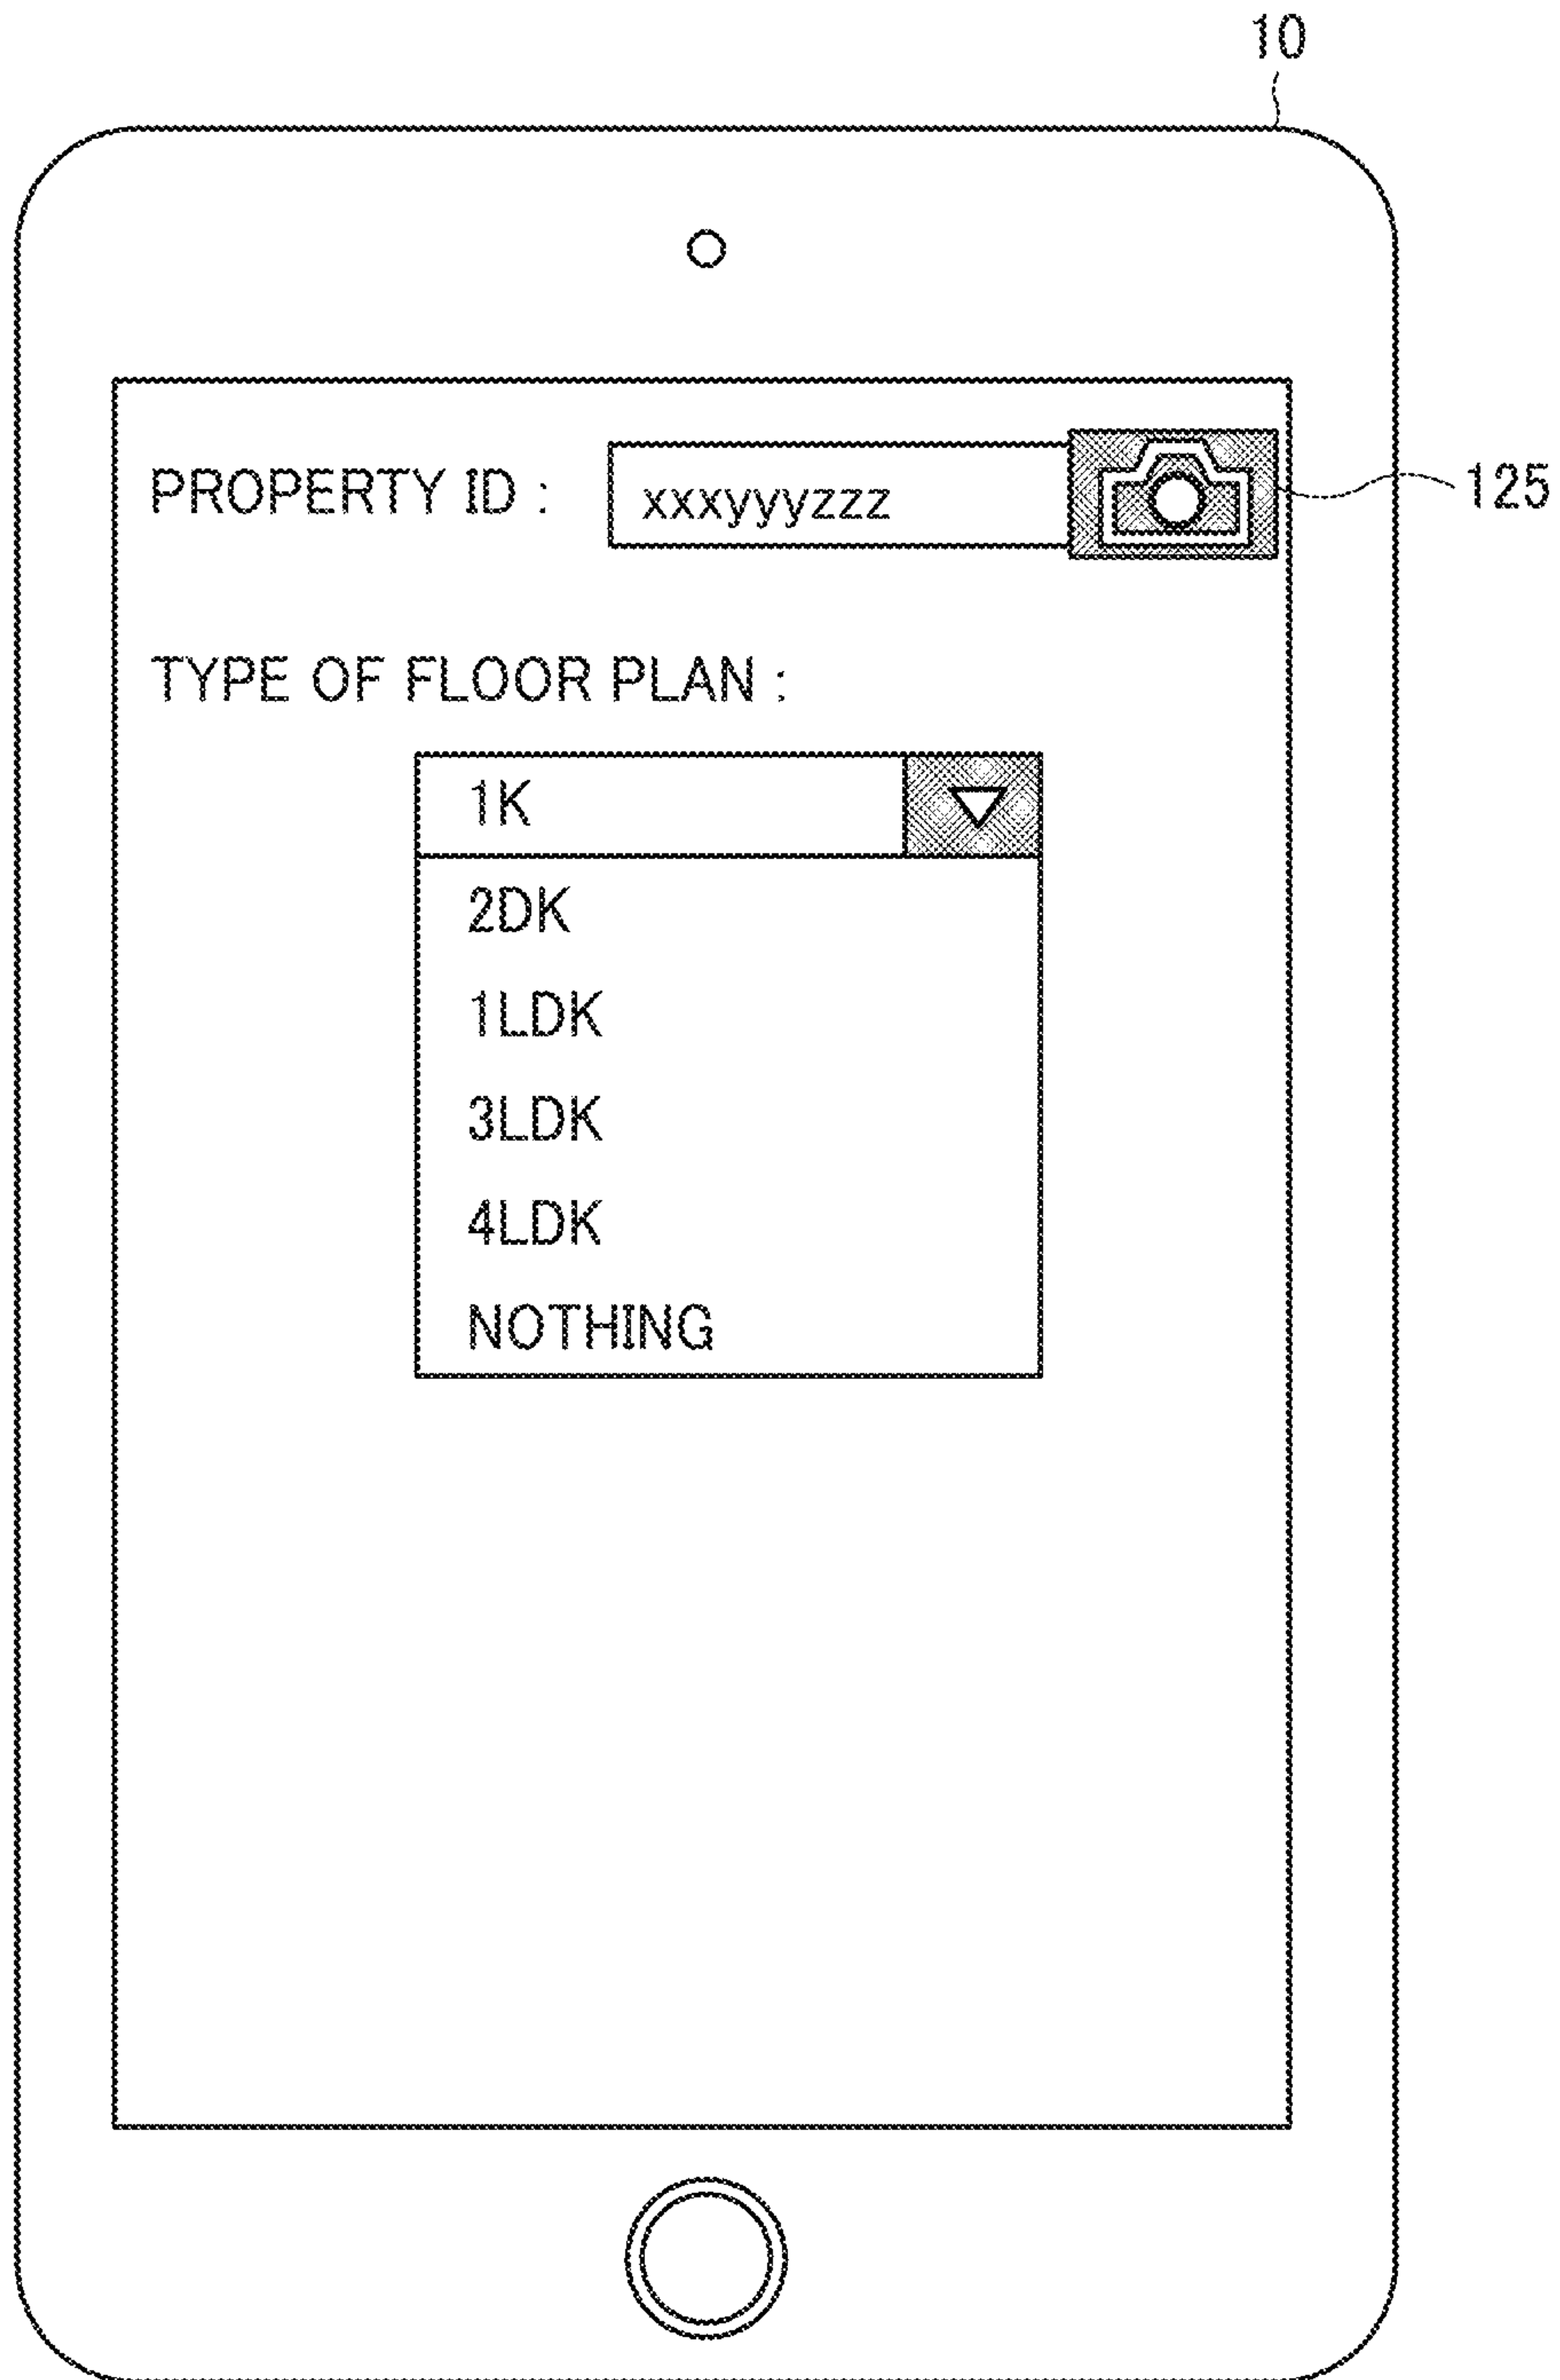 10
PROPERTY ID : xxxyyyzzz
125
TYPE OF FLOOR PLAN :
1K
2DK
1LDK
3LDK
4LDK
NOTHING